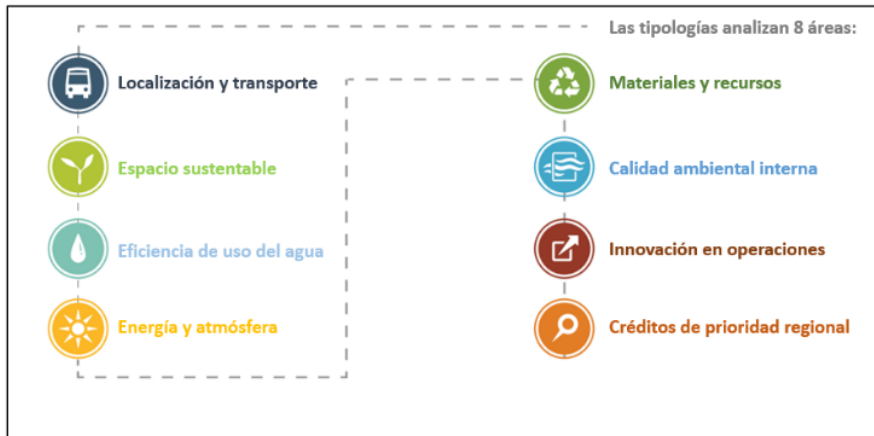 Las tipologías analizan 8 áreas:
Localización y transporte
Espacio sustentable
Eficiencia de uso del agua
Energía y atmósfera
Materiales y recursos
Calidad ambiental interna
Innovación en operaciones
Créditos de prioridad regional